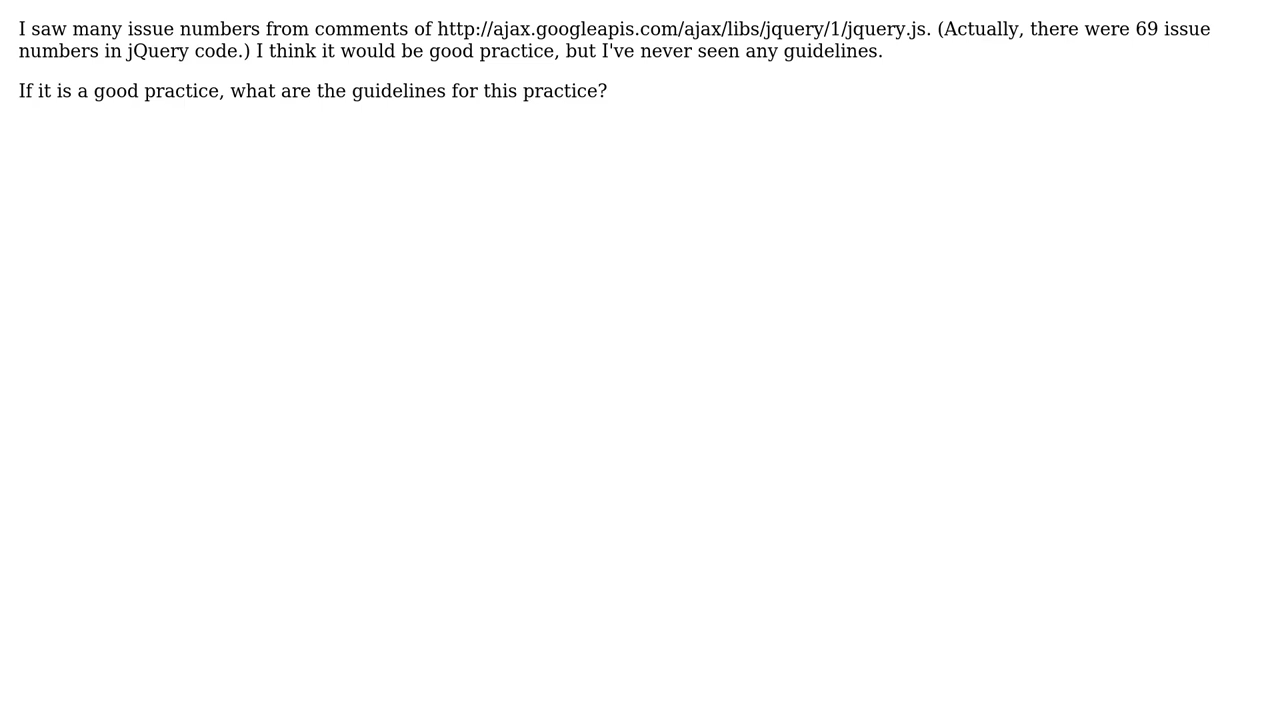 I saw many issue numbers from comments of http://ajax.googleapis.com/ajax/libs/jquery/1/jquery.js. (Actually, there were 69 issue
numbers in jQuery code.) I think it would be good practice, but I've never seen any guidelines.
If it is a good practice, what are the guidelines for this practice?